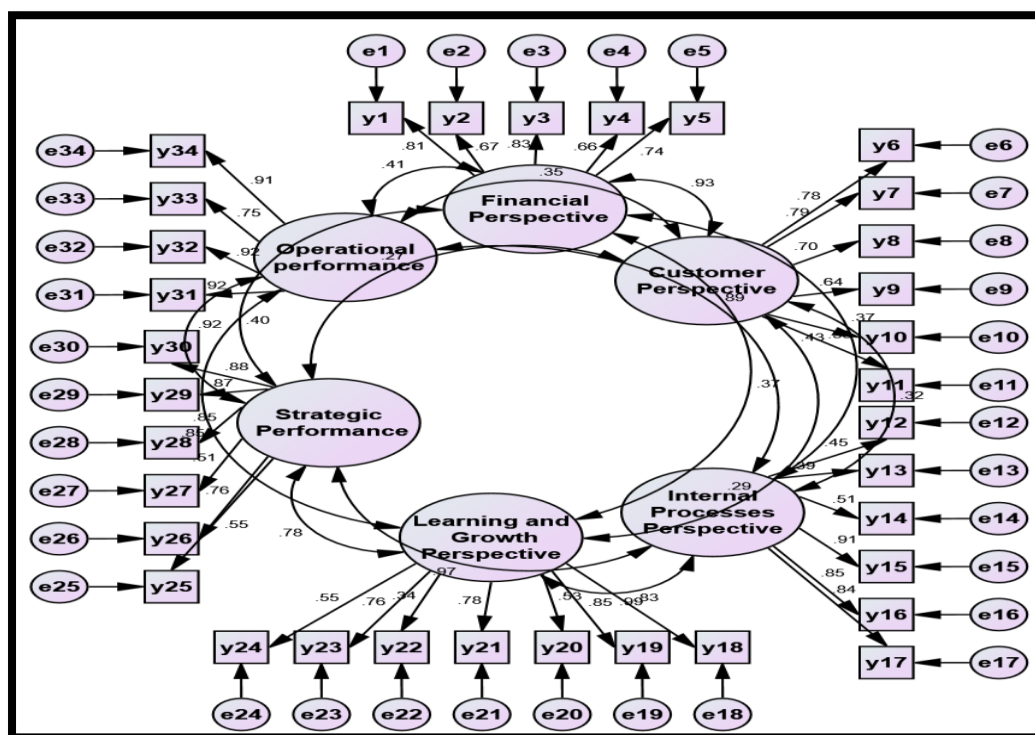 e1 e2 e3 e4 e5
y1 y2 y3 y4 y5
.81 .67 .83 .66 .74
.41 .35 .93
Financial
Perspective
e34 y34
e33 y33
e32 y32
e31 y31
.91
.75
.92
.92
Operational
performance
.27
y6 e6
y7 e7
y8 e8
y9 e9
y10 e10
y11 e11
y12 e12
y13 e13
y14 e14
y15 e15
y16 e16
y17 e17
.78
.79
.70
.64
Customer
Perspective
.89
.37
.43
.37
.32
.92
.40
e30 y30
e29 y29
e28 y28
e27 y27
e26 y26
e25 y25
.88
.87
.85
.51
.76
.55
Strategic
Performance
.45
.29
.51
.91
.85
.84
Internal
Processes
Perspective
.78
Learning and
Growth
Perspective
.97
.55 .76 .34 .78 .53 .85 .83
y24 y23 y22 y21 y20 y19 y18
e24 e23 e22 e21 e20 e19 e18